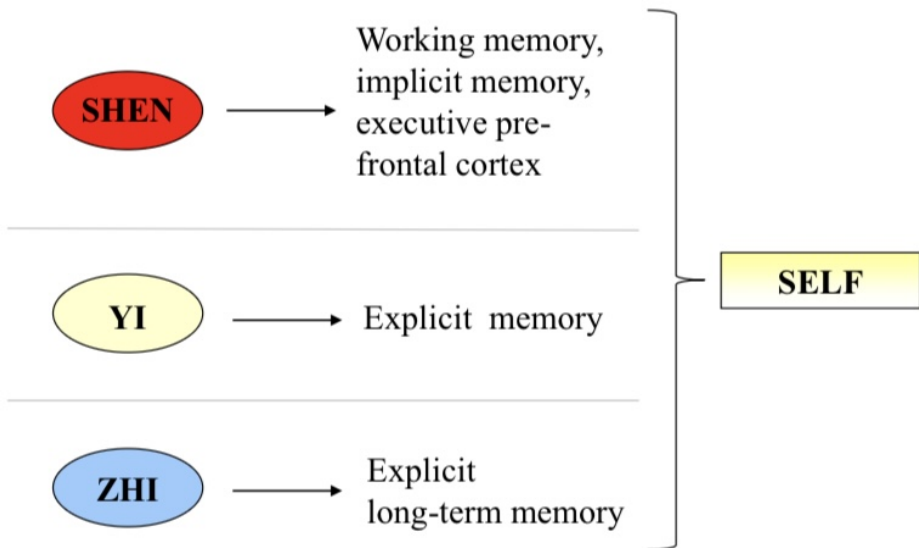 SHEN
Working memory,
implicit memory,
executive pre-
frontal cortex
YI
Explicit memory
ZHI
Explicit
long-term memory
SELF